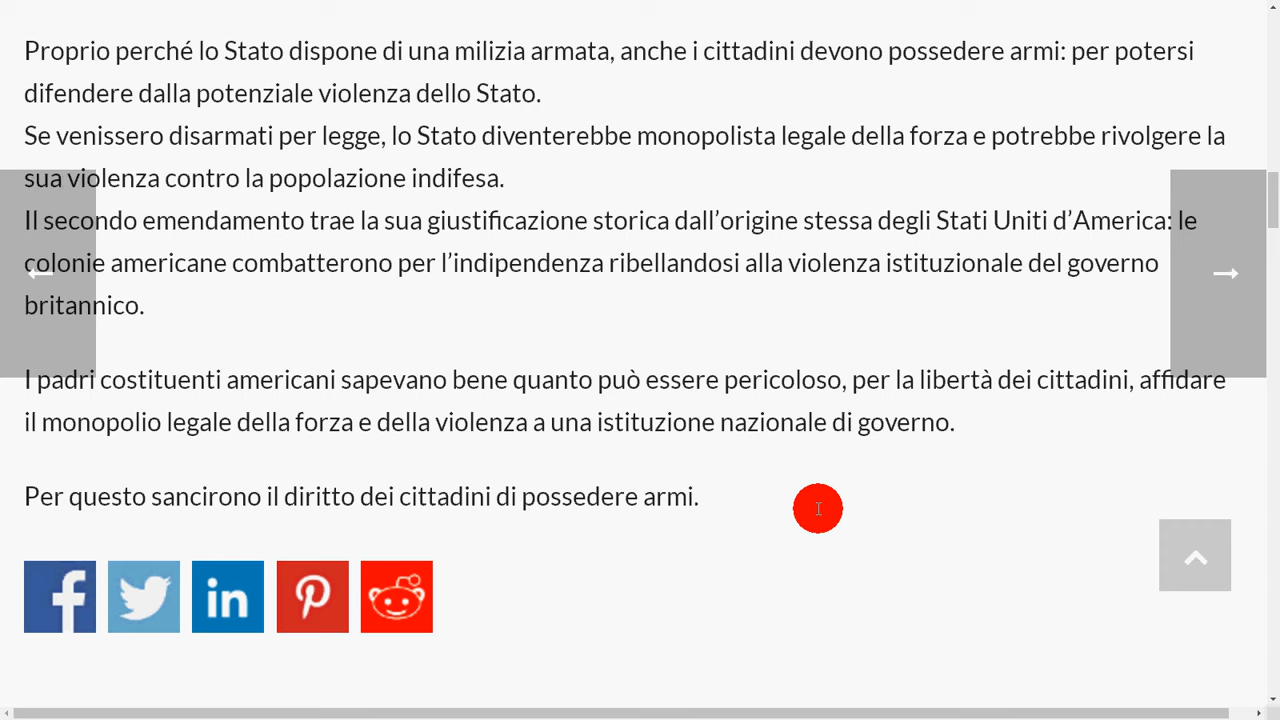 Proprio perché lo Stato dispone di una milizia armata, anche i cittadini devono possedere armi: per potersi
difendere dalla potenziale violenza dello Stato.
Se venissero disarmati per legge, lo Stato diventerebbe monopolista legale della forza e potrebbe rivolgere la
sua violenza contro la popolazione indifesa.
Il secondo emendamento trae la sua giustificazione storica dall’origine stessa degli Stati Uniti d’America: le
colonie americane combatterono per l’indipendenza ribellandosi alla violenza istituzionale del governo
britannico.
I padri costituenti americani sapevano bene quanto può essere pericoloso, per la libertà dei cittadini, affidare
il monopolio legale della forza e della violenza a una istituzione nazionale di governo.
Per questo sancirono il diritto dei cittadini di possedere armi.